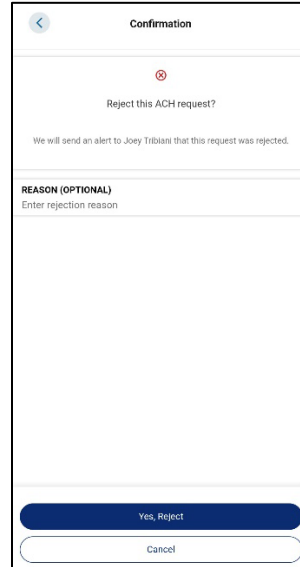 Confirmation
Reject this ACH request?
We will send an alert to Joey Tribiani that this request was rejected.
REASON (OPTIONAL)
Enter rejection reason
Yes, Reject
Cancel